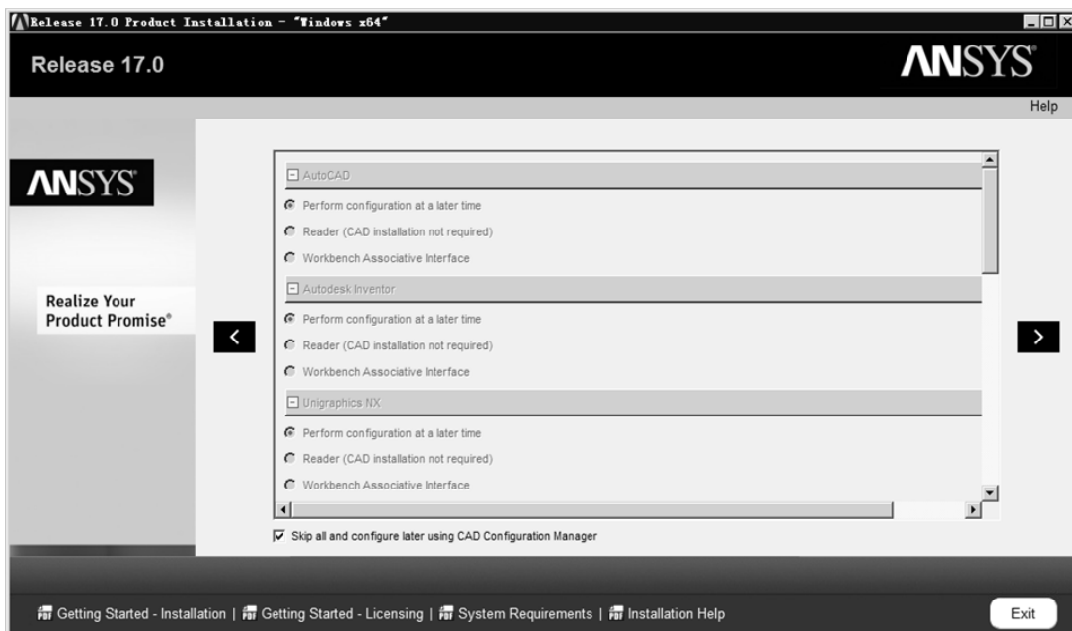 Release 17.0 Product Installation - "Windows x64"
Release 17.0
ANSYS®
Help
ANSYS®
Realize Your
Product Promise®
AutoCAD
Perform configuration at a later time
Reader (CAD installation not required)
Workbench Associative Interface
Autodesk Inventor
Perform configuration at a later time
Reader (CAD installation not required)
Workbench Associative Interface
Unigraphics NX
Perform configuration at a later time
Reader (CAD installation not required)
Workbench Associative Interface
Skip all and configure later using CAD Configuration Manager
Getting Started - Installation | Getting Started - Licensing | System Requirements | Installation Help
Exit